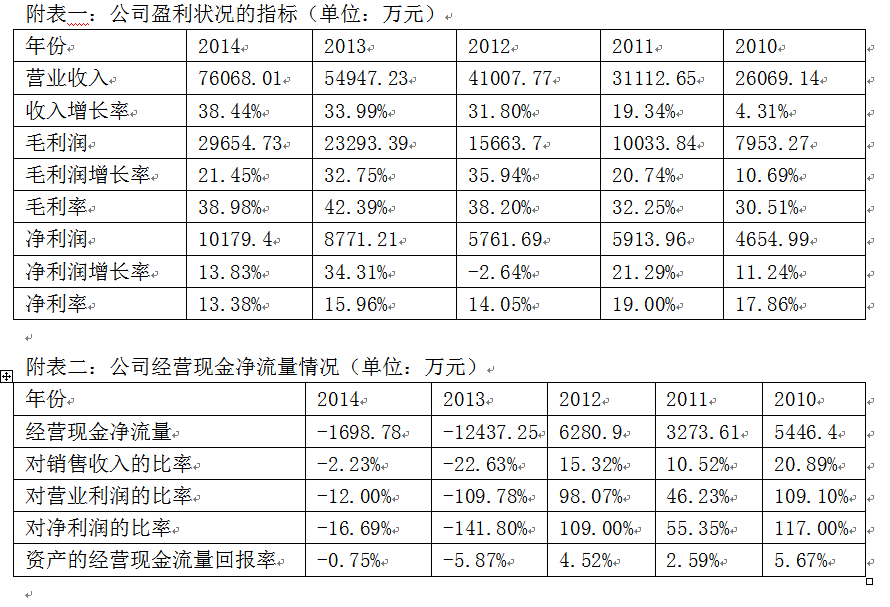 附表一：公司盈利状况的指标（单位：万元）
年份 2014 2013 2012 2011 2010
营业收入 76068.01 54947.23 41007.77 31112.65 26069.14
收入增长率 38.44% 33.99% 31.80% 19.34% 4.31%
毛利润 29654.73 23293.39 15663.7 10033.84 7953.27
毛利润增长率 21.45% 32.75% 35.94% 20.74% 10.69%
毛利率 38.98% 42.39% 38.20% 32.25% 30.51%
净利润 10179.4 8771.21 5761.69 5913.96 4654.99
净利润增长率 13.83% 34.31% -2.64% 21.29% 11.24%
净利率 13.38% 15.96% 14.05% 19.00% 17.86%
附表二：公司经营现金净流量情况（单位：万元）
年份 2014 2013 2012 2011 2010
经营现金净流量 -1698.78 -12437.25 6280.9 3273.61 5446.4
对销售收入的比率 -2.23% -22.63% 15.32% 10.52% 20.89%
对营业利润的比率 -12.00% -109.78% 98.07% 46.23% 109.10%
对净利润的比率 -16.69% -141.80% 109.00% 55.35% 117.00%
资产的经营现金流量回报率 -0.75% -5.87% 4.52% 2.59% 5.67%